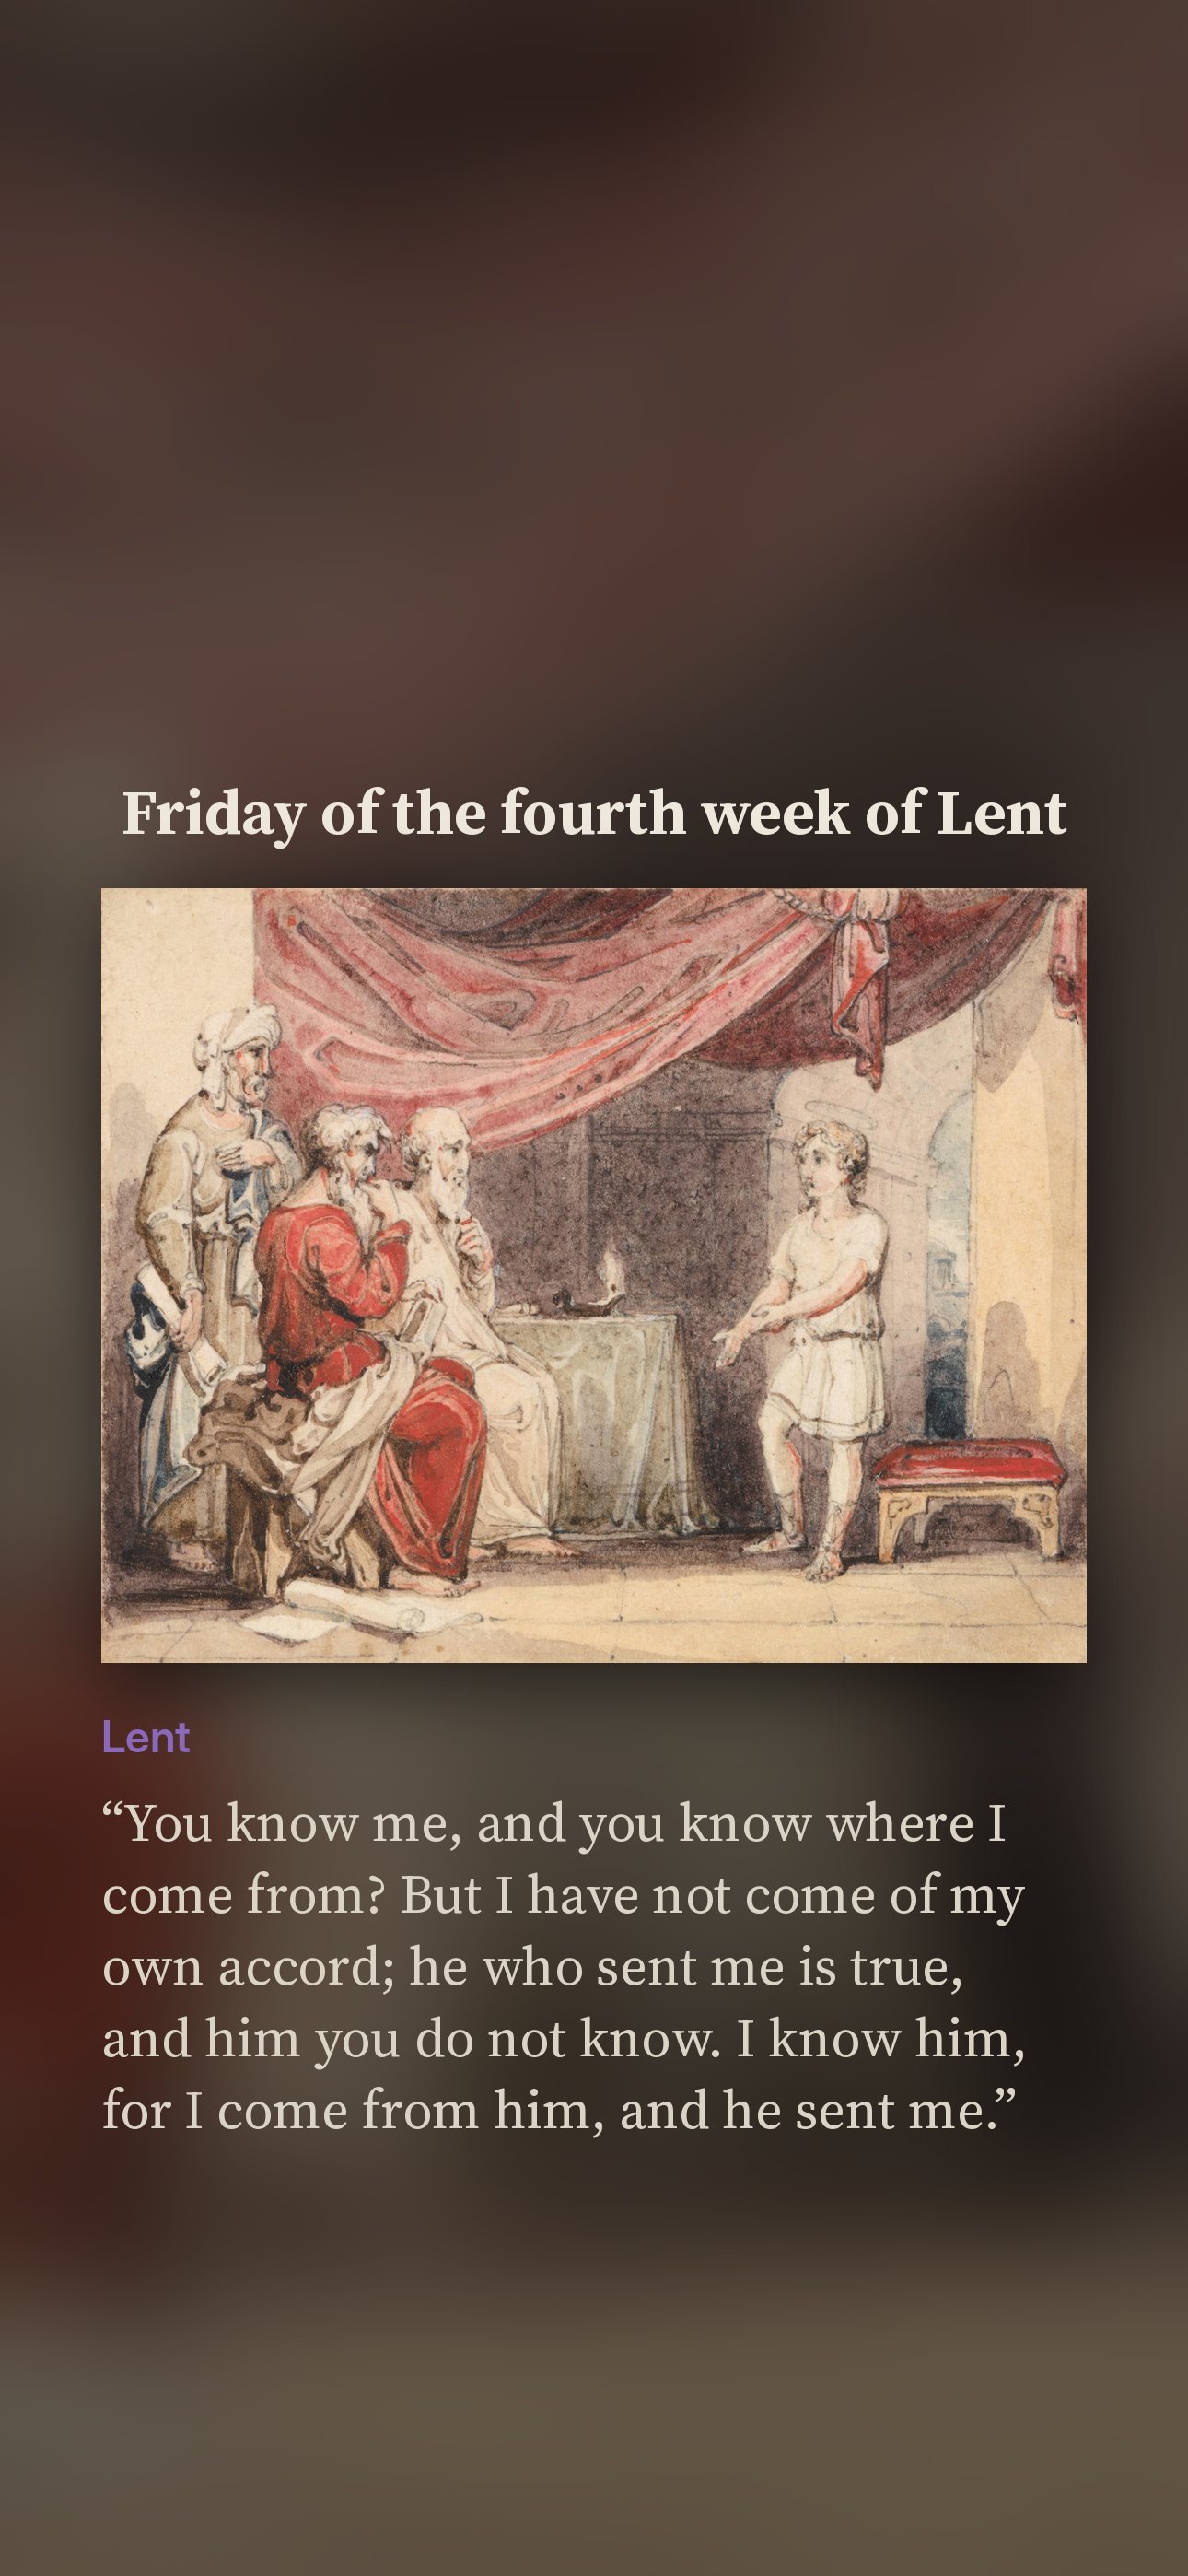 Friday of the fourth week of Lent
Lent
“You know me, and you know where I
come from? But I have not come of my
own accord; he who sent me is true,
and him you do not know. I know him,
for I come from him, and he sent me.”